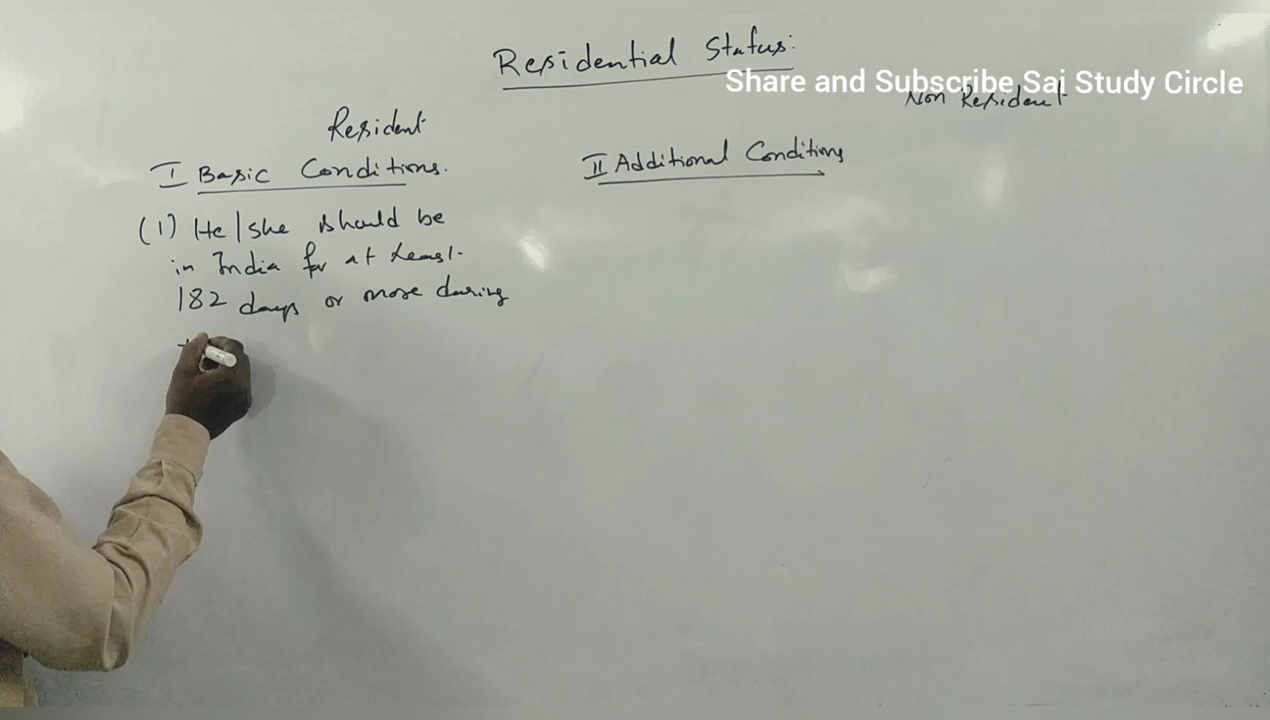 Residential Status:
Share and Subscribe Sai Study Circle
Non Resident
Resident
I Basic Conditions.
II Additional Conditions
(1) He/she should be
in India for at least
182 days or more during